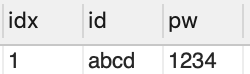 idx id pw
1 abcd 1234